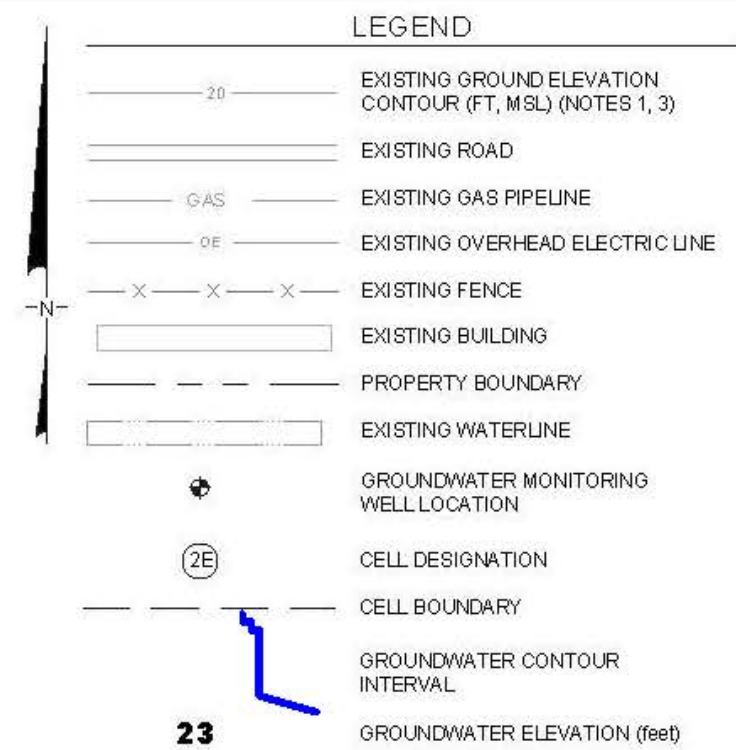 LEGEND
20
EXISTING GROUND ELEVATION
CONTOUR (FT, MSL) (NOTES 1, 3)
EXISTING ROAD
GAS
EXISTING GAS PIPELINE
OE
EXISTING OVERHEAD ELECTRIC LINE
X X X
EXISTING FENCE
N
EXISTING BUILDING
PROPERTY BOUNDARY
EXISTING WATERLINE
GROUNDWATER MONITORING
WELL LOCATION
2E
CELL DESIGNATION
CELL BOUNDARY
GROUNDWATER CONTOUR
INTERVAL
23
GROUNDWATER ELEVATION (feet)